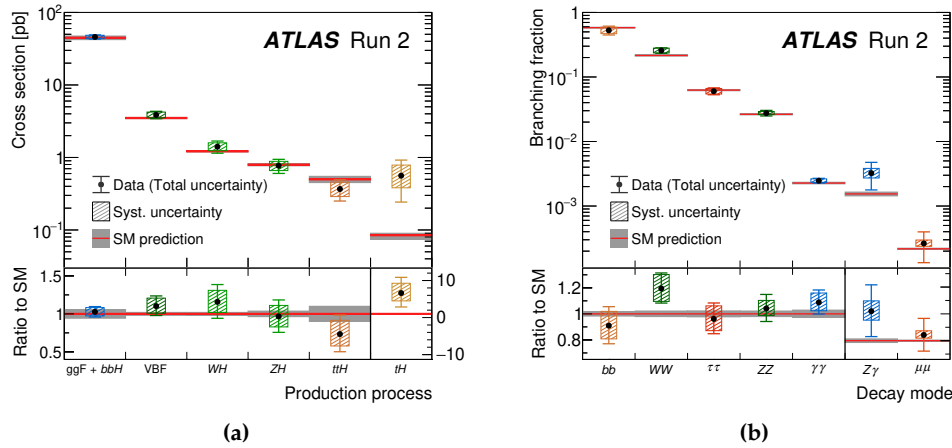 ATLAS Run 2
Cross section [pb]
10²
10
1
10⁻¹
Data (Total uncertainty)
Syst. uncertainty
SM prediction
Ratio to SM
1.5
1.0
0.5
10
0
−10
ggF + bbH VBF WH ZH ttH tH
Production process
(a)
ATLAS Run 2
Branching fraction
1
10⁻¹
10⁻²
10⁻³
Data (Total uncertainty)
Syst. uncertainty
SM prediction
Ratio to SM
1.2
1.0
0.8
bb WW ττ ZZ γγ Zγ μμ
Decay mode
(b)